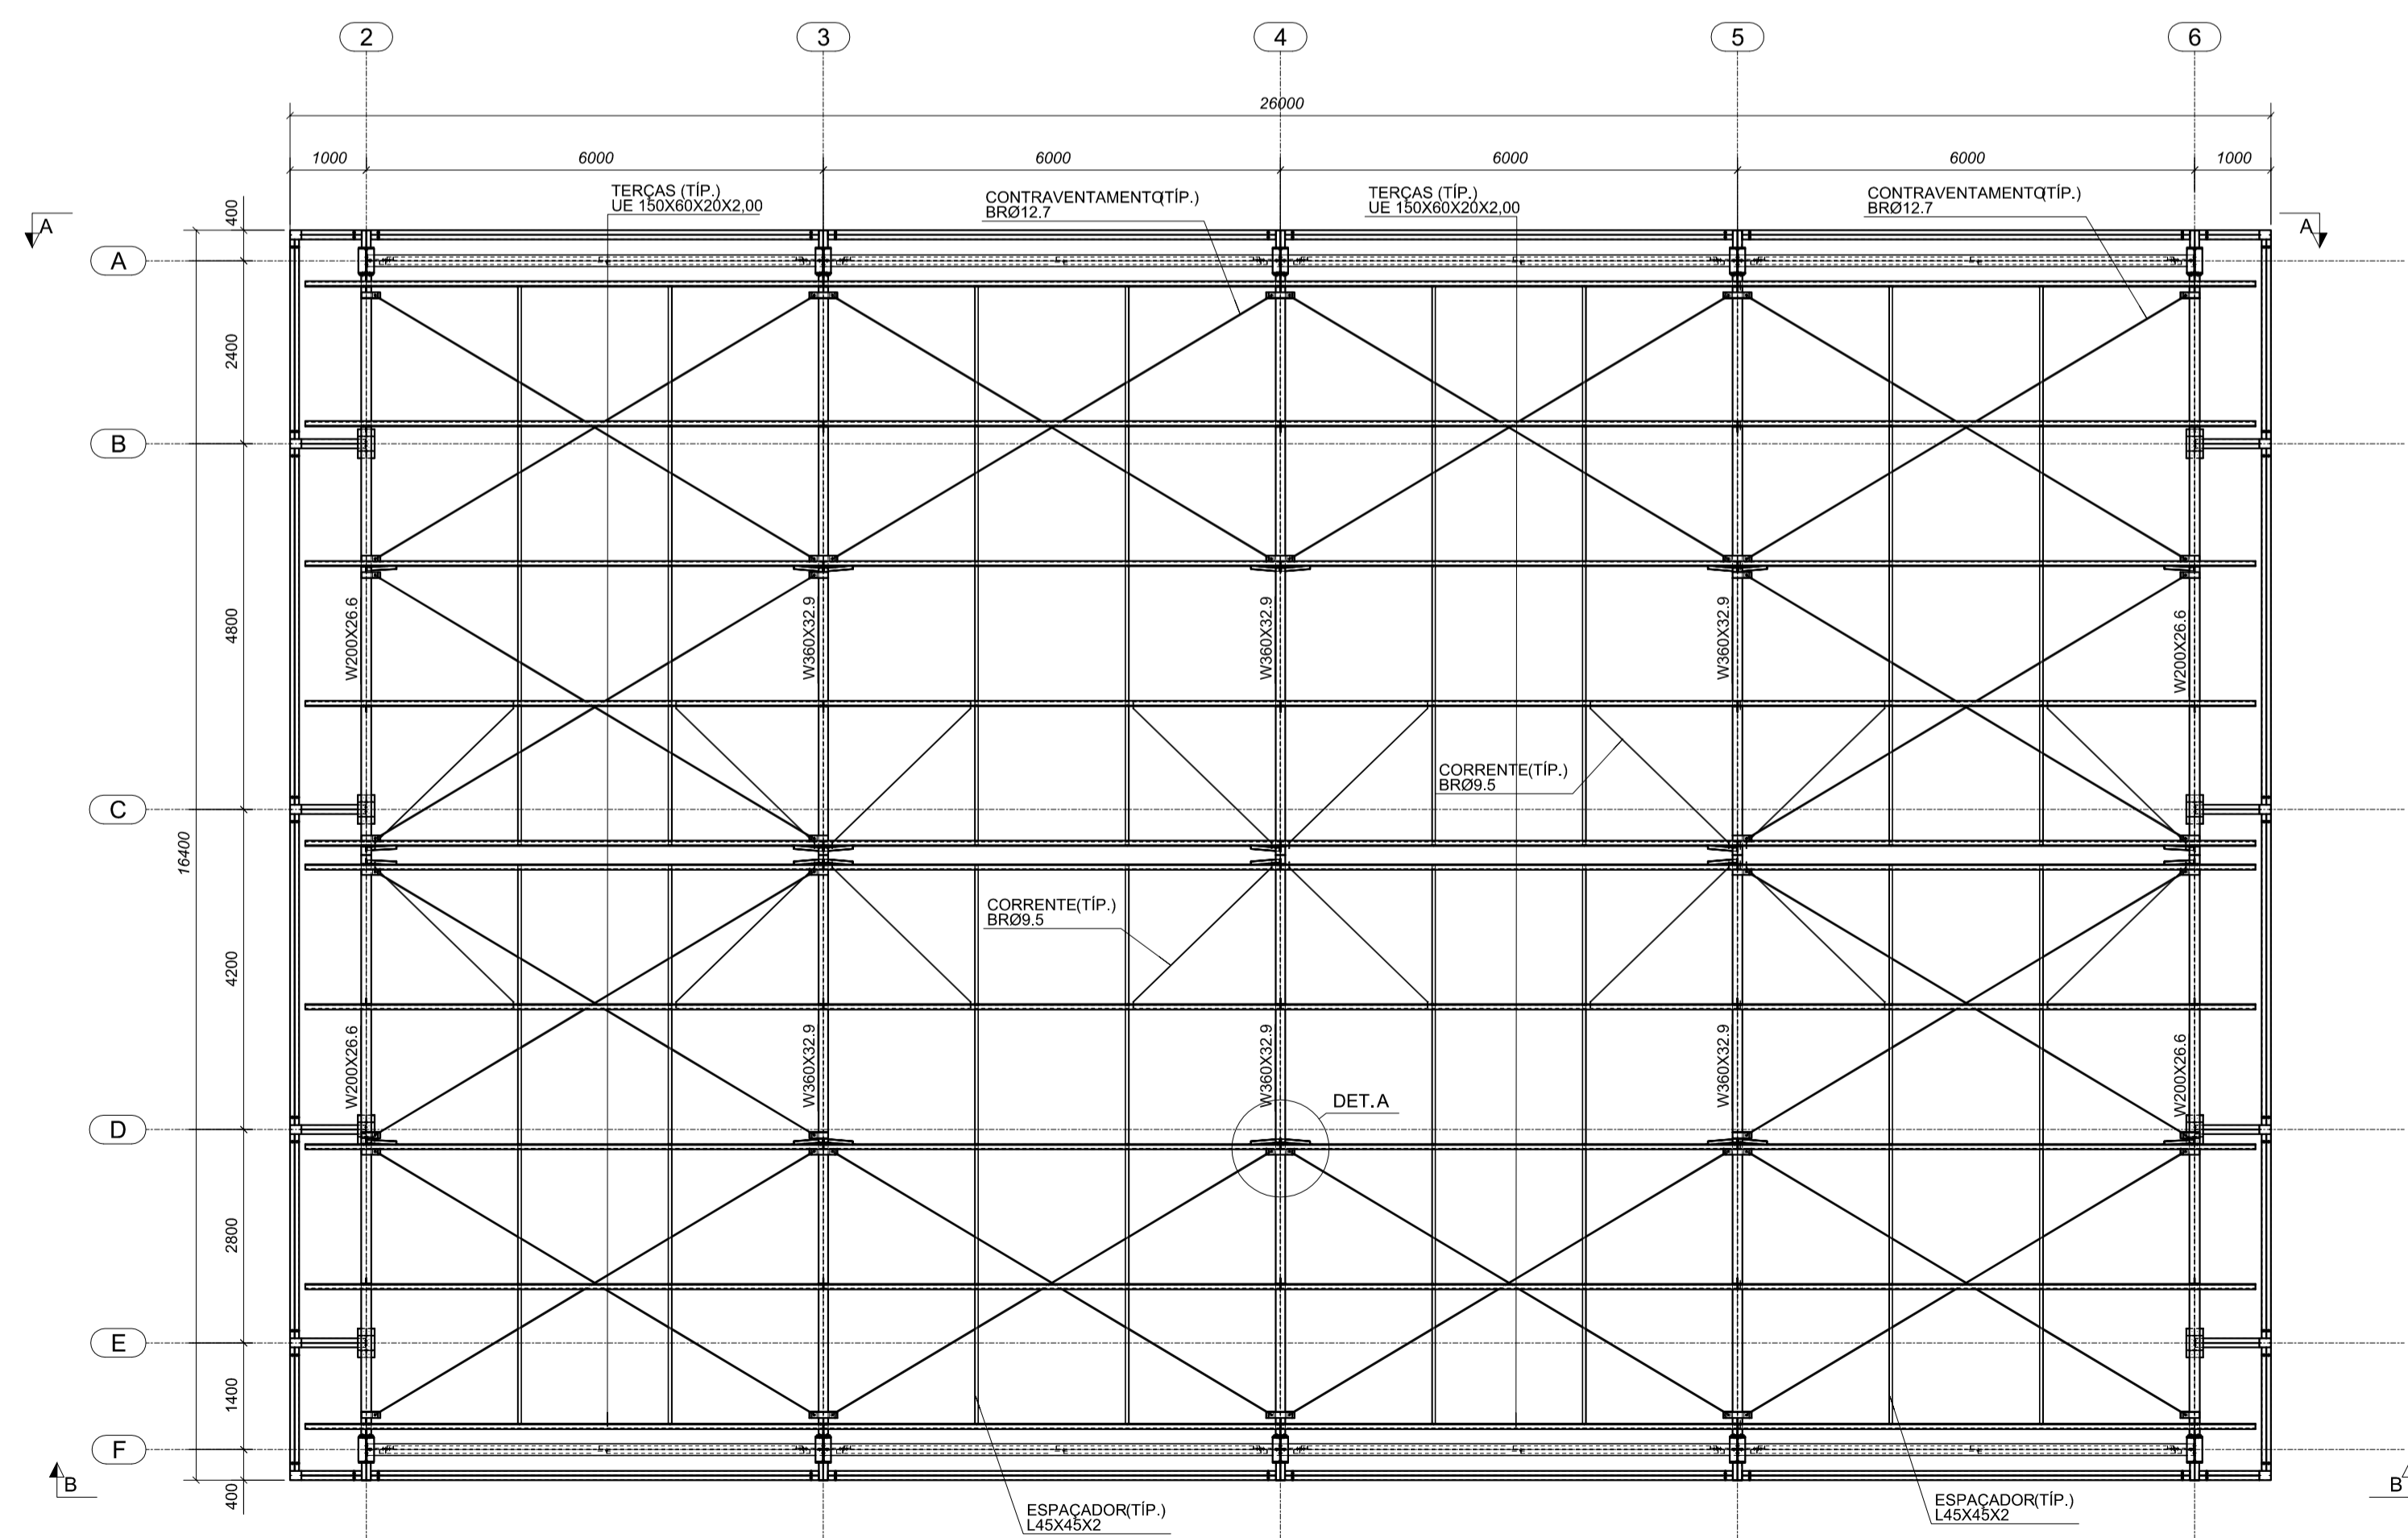 2 3 4 5 6
26000
1000 6000 6000 6000 6000 1000
TERÇAS (TÍP.)
UE 150X60X20X2,00
CONTRAVENTAMENTO(TÍP.)
BRØ12.7
TERÇAS (TÍP.)
UE 150X60X20X2,00
CONTRAVENTAMENTO(TÍP.)
BRØ12.7
400
A A
A
2400
B
4800
W200X26.6
W360X32.9
W360X32.9
W360X32.9
W200X26.6
CORRENTE(TÍP.)
BRØ9.5
C
16400
CORRENTE(TÍP.)
BRØ9.5
4200
W200X26.6
W360X32.9
W360X32.9
W360X32.9
W200X26.6
DET.A
D
2800
E
1400
F
B B
400
ESPAÇADOR(TÍP.)
L45X45X2
ESPAÇADOR(TÍP.)
L45X45X2